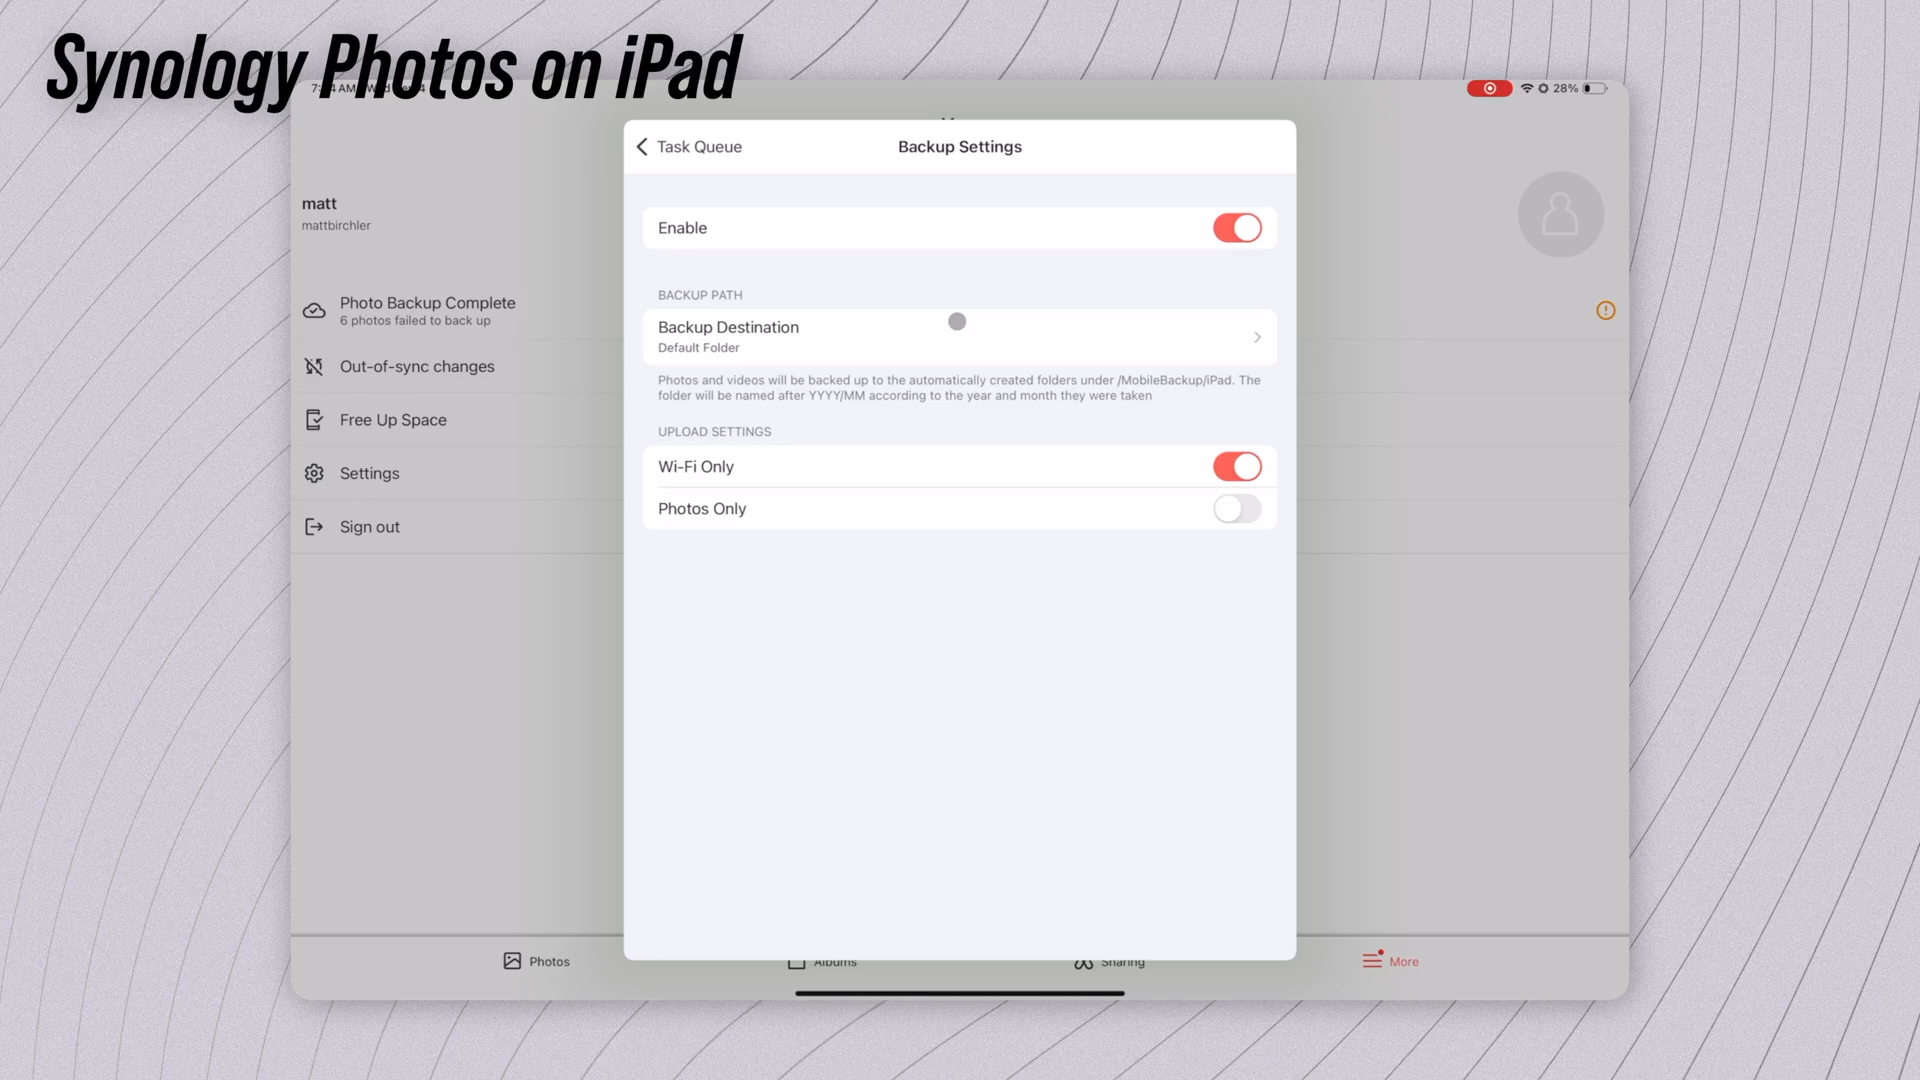 Synology Photos on iPad
28%
Task Queue
Backup Settings
matt
mattbirchler
Enable
Photo Backup Complete
6 photos failed to back up
BACKUP PATH
Backup Destination
Default Folder
Out-of-sync changes
Photos and videos will be backed up to the automatically created folders under /MobileBackup/iPad. The
folder will be named after YYYY/MM according to the year and month they were taken
Free Up Space
UPLOAD SETTINGS
Wi-Fi Only
Settings
Photos Only
Sign out
Photos
Albums
Sharing
More